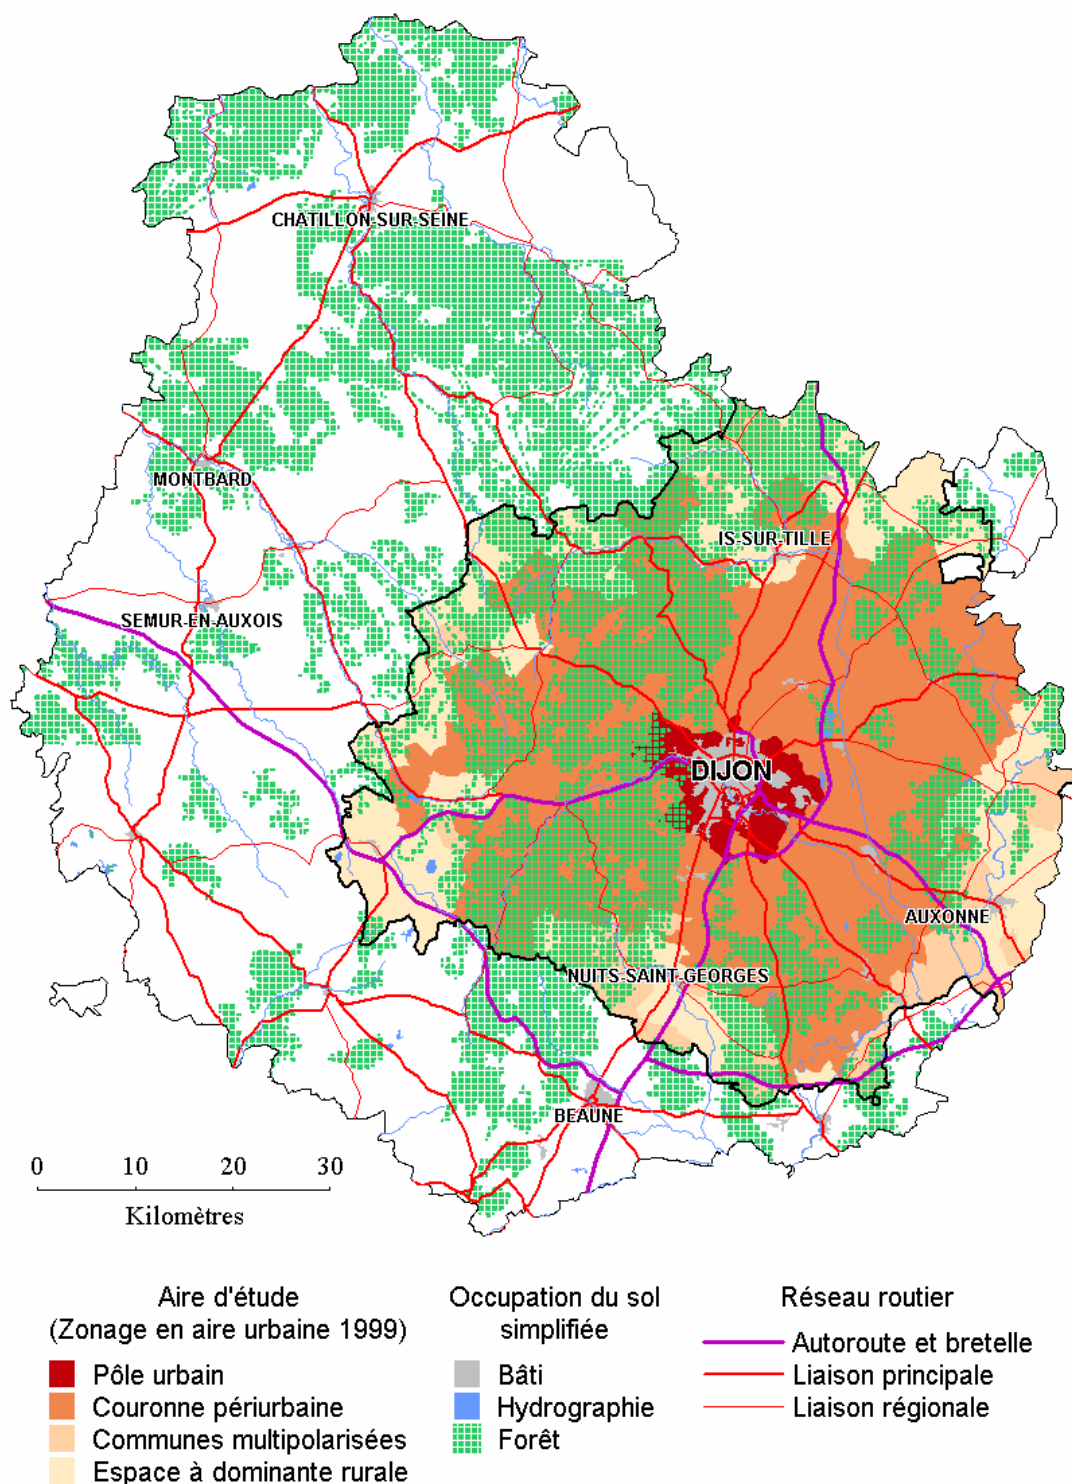 CHATILLON-SUR-SEINE
MONTBARD
IS-SUR-TILLE
SEMUR-EN-AUXOIS
DIJON
AUXONNE
NUITS-SAINT-GEORGES
BEAUNE
0 10 20 30
Kilomètres
Aire d'étude
(Zonage en aire urbaine 1999)
Pôle urbain
Couronne périurbaine
Communes multipolarisées
Espace à dominante rurale
Occupation du sol
simplifiée
Bâti
Hydrographie
Forêt
Réseau routier
Autoroute et bretelle
Liaison principale
Liaison régionale